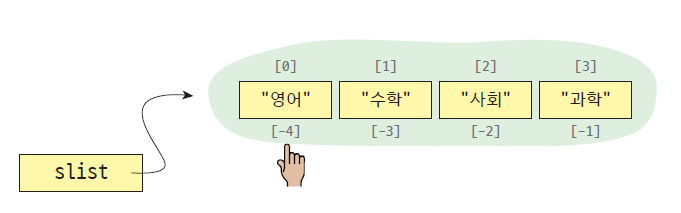 [0] [1] [2] [3]
"영어" "수학" "사회" "과학"
[-4] [-3] [-2] [-1]
slist